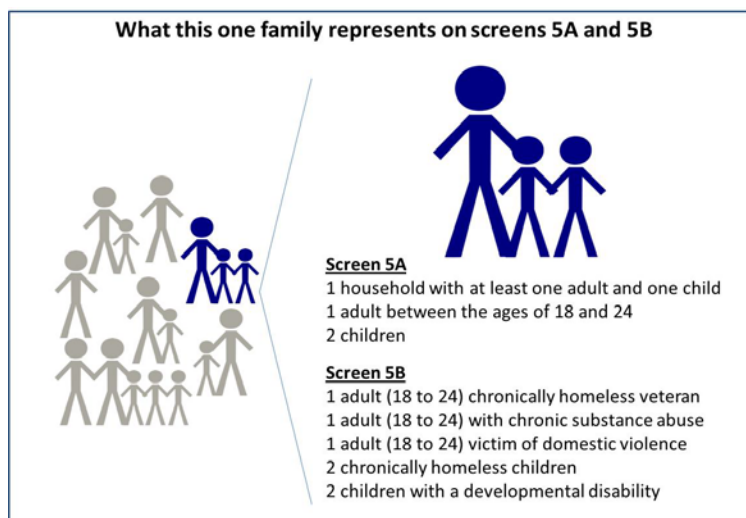 What this one family represents on screens 5A and 5B
Screen 5A
1 household with at least one adult and one child
1 adult between the ages of 18 and 24
2 children
Screen 5B
1 adult (18 to 24) chronically homeless veteran
1 adult (18 to 24) with chronic substance abuse
1 adult (18 to 24) victim of domestic violence
2 chronically homeless children
2 children with a developmental disability